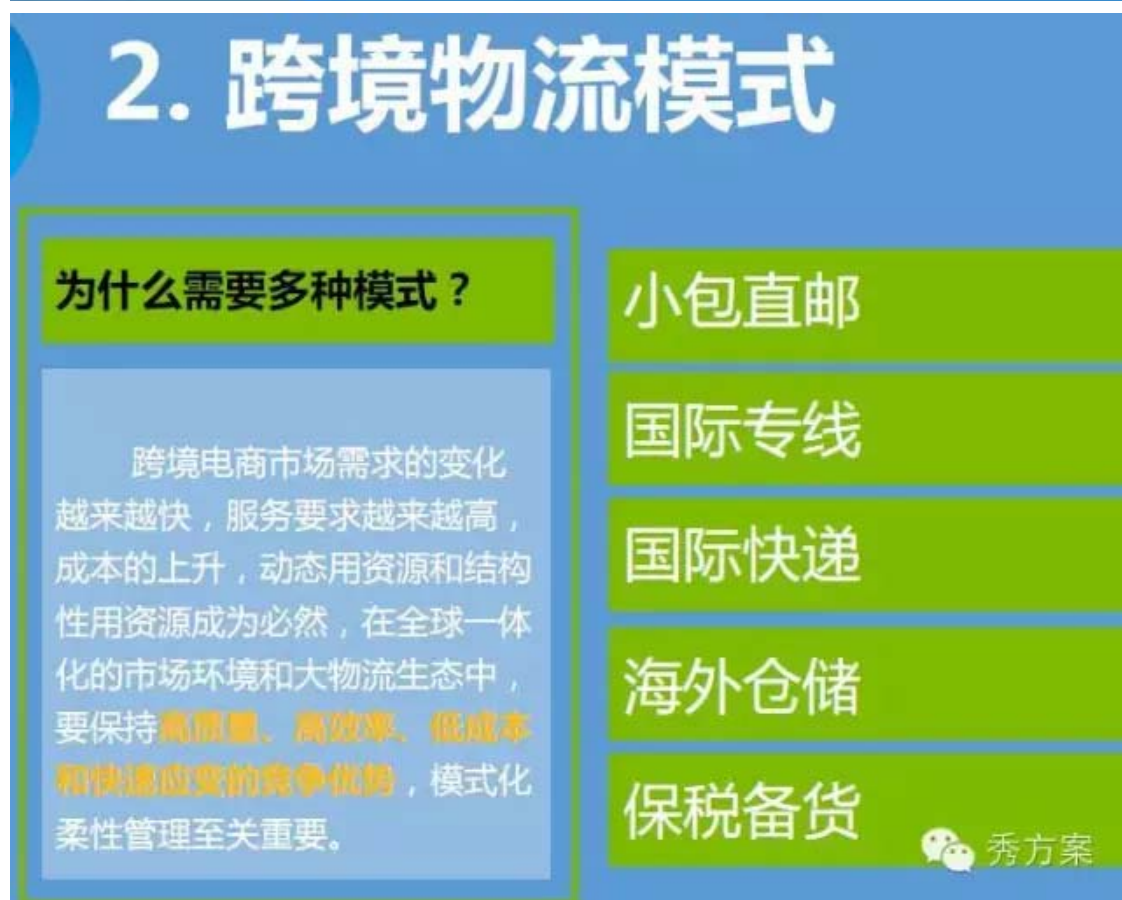 2. 跨境物流模式
为什么需要多种模式？
跨境电商市场需求的变化
越来越快，服务要求越来越高，
成本的上升，动态用资源和结构
性用资源成为必然，在全球一体
化的市场环境和大物流生态中，
要保持高质量、高效率、低成本
和快速应变的竞争优势，模式化
柔性管理至关重要。
小包直邮
国际专线
国际快递
海外仓储
保税备货
秀方案